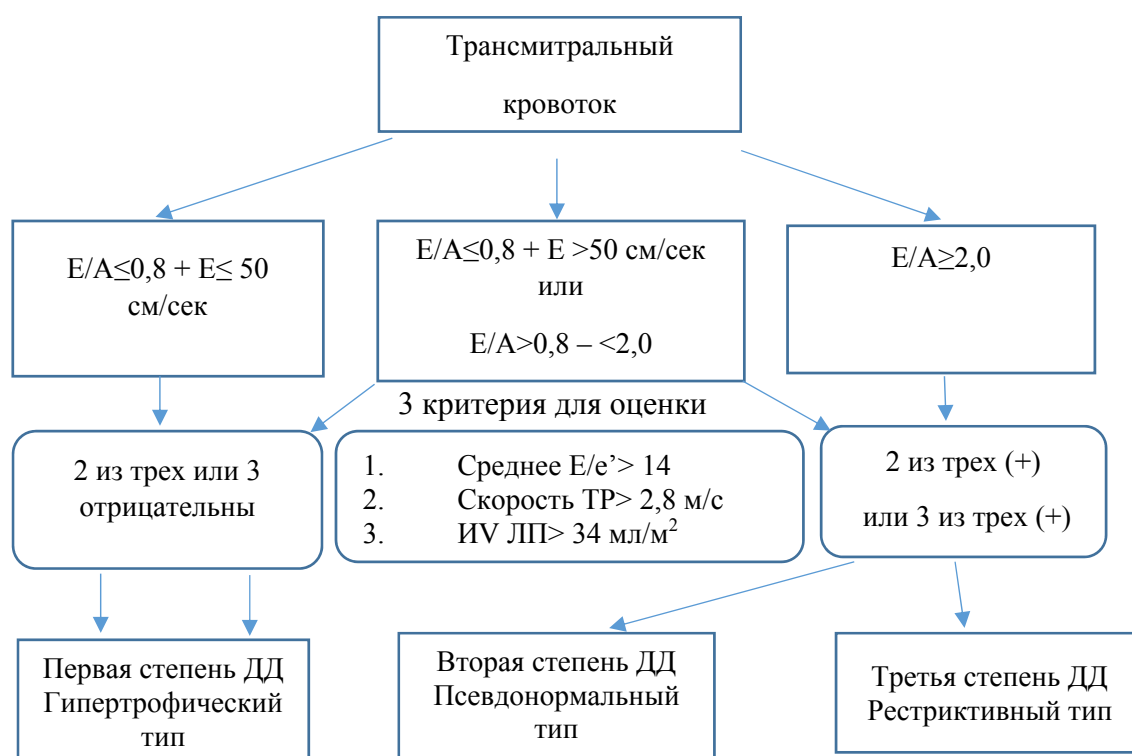 Трансмитральный
кровоток
E/A≤0,8 + E≤ 50
см/сек
E/A≤0,8 + E >50 см/сек
или
E/A>0,8 – <2,0
E/A≥2,0
3 критерия для оценки
2 из трех или 3
отрицательны
1. Среднее E/e’> 14
2. Скорость ТР> 2,8 м/с
3. ИV ЛП> 34 мл/м²
2 из трех (+)
или 3 из трех (+)
Первая степень ДД
Гипертрофический
тип
Вторая степень ДД
Псевдонормальный
тип
Третья степень ДД
Рестриктивный тип